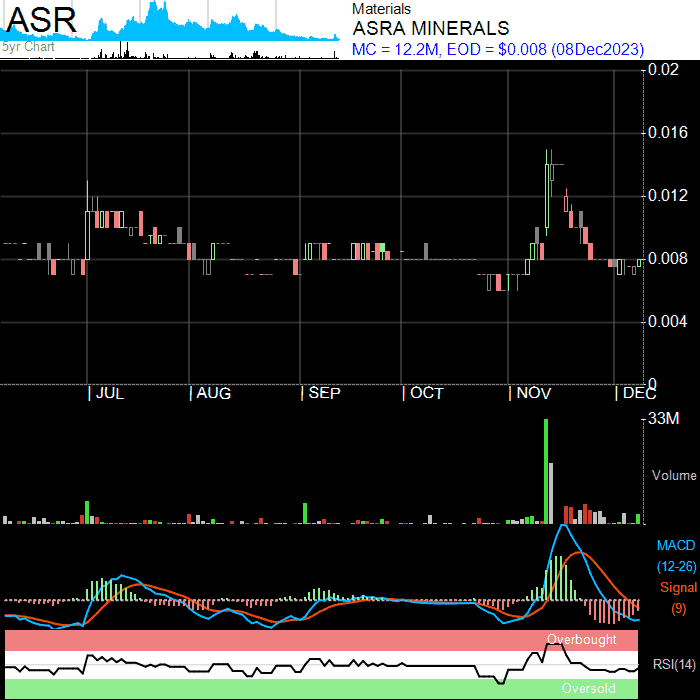 ASR
5yr Chart
Materials
ASRA MINERALS
MC = 12.2M, EOD = $0.008 (08Dec2023)
0.02
0.016
0.012
0.008
0.004
0
JUL AUG SEP OCT NOV DEC
33M
Volume
MACD
(12-26)
Signal
(9)
Overbought
RSI(14)
Oversold